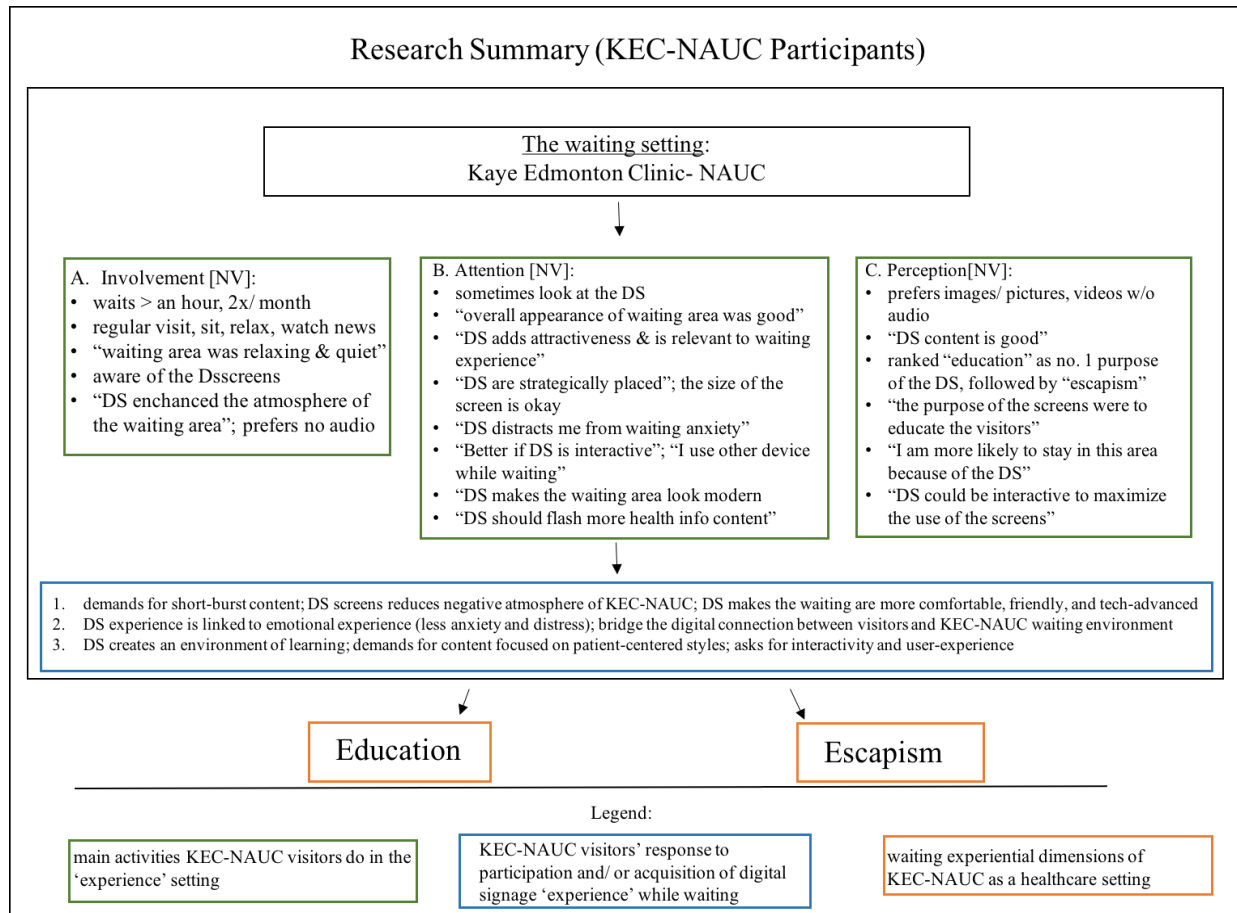 Research Summary (KEC-NAUC Participants)
The waiting setting:
Kaye Edmonton Clinic- NAUC
A. Involvement [NV]:
• waits > an hour, 2x/ month
• regular visit, sit, relax, watch news
• “waiting area was relaxing & quiet”
• aware of the Dsscreens
• “DS enchanced the atmosphere of
the waiting area”; prefers no audio
B. Attention [NV]:
• sometimes look at the DS
• “overall appearance of waiting area was good”
• “DS adds attractiveness & is relevant to waiting
experience”
• “DS are strategically placed”; the size of the
screen is okay
• “DS distracts me from waiting anxiety”
• “Better if DS is interactive”; “I use other device
while waiting”
• “DS makes the waiting area look modern
• “DS should flash more health info content”
C. Perception[NV]:
• prefers images/ pictures, videos w/o
audio
• “DS content is good”
• ranked “education” as no. 1 purpose
of the DS, followed by “escapism”
• “the purpose of the screens were to
educate the visitors”
• “I am more likely to stay in this area
because of the DS”
• “DS could be interactive to maximize
the use of the screens”
1. demands for short-burst content; DS screens reduces negative atmosphere of KEC-NAUC; DS makes the waiting are more comfortable, friendly, and tech-advanced
2. DS experience is linked to emotional experience (less anxiety and distress); bridge the digital connection between visitors and KEC-NAUC waiting environment
3. DS creates an environment of learning; demands for content focused on patient-centered styles; asks for interactivity and user-experience
Education
Escapism
Legend:
main activities KEC-NAUC visitors do in the
‘experience’ setting
KEC-NAUC visitors’ response to
participation and/ or acquisition of digital
signage ‘experience’ while waiting
waiting experiential dimensions of
KEC-NAUC as a healthcare setting